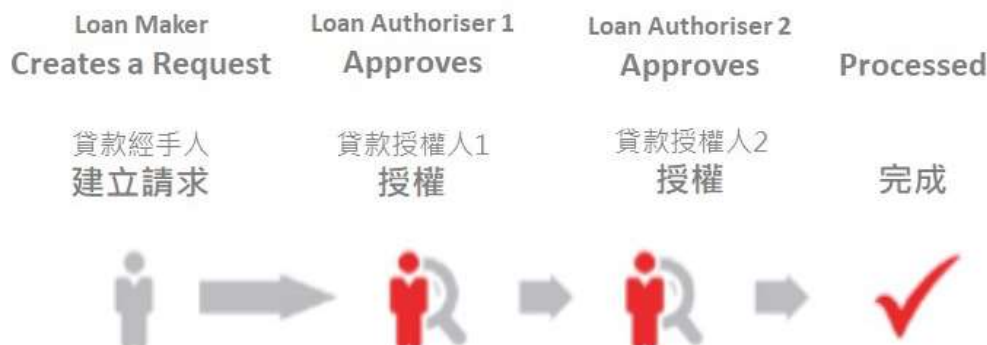 Loan Maker
Creates a Request
Loan Authoriser 1
Approves
Loan Authoriser 2
Approves
Processed
貸款經手人
建立請求
貸款授權人1
授權
貸款授權人2
授權
完成